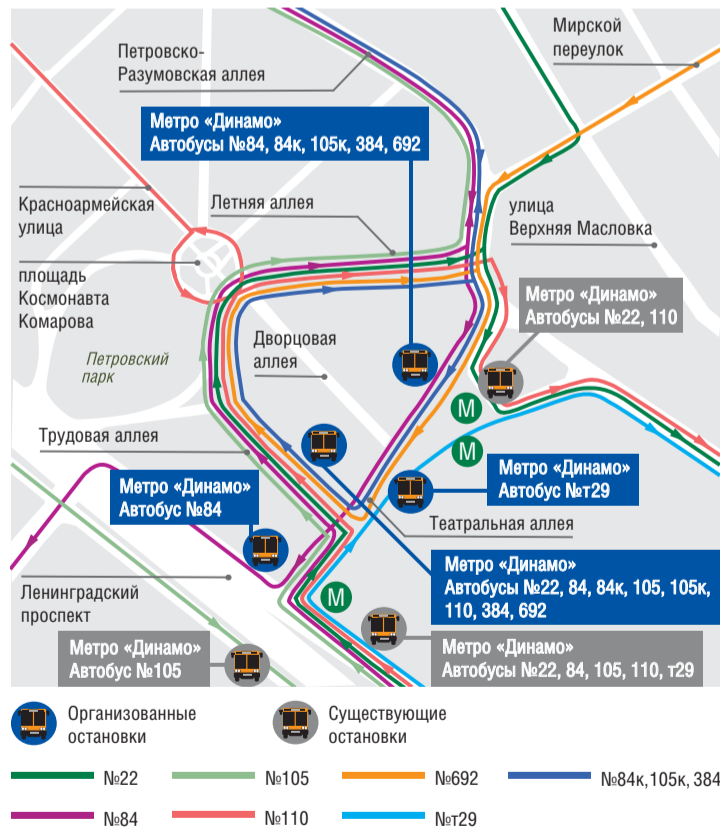 Мирской
переулок
Петровско-
Разумовская аллея
Метро «Динамо»
Автобусы №84, 84к, 105к, 384, 692
Красноармейская
улица
Летняя аллея
улица
Верхняя Масловка
площадь
Космонавта
Комарова
Метро «Динамо»
Автобусы №22, 110
Дворцовая
аллея
Петровский
парк
Трудовая аллея
М
М
Метро «Динамо»
Автобус №т29
Метро «Динамо»
Автобус №84
Театральная аллея
Метро «Динамо»
Автобусы №22, 84, 84к, 105, 105к,
110, 384, 692
Ленинградский
проспект
М
Метро «Динамо»
Автобус №105
Метро «Динамо»
Автобусы №22, 84, 105, 110, т29
Организованные
остановки
Существующие
остановки
№22
№105
№692
№84к,105к, 384
№84
№110
№т29